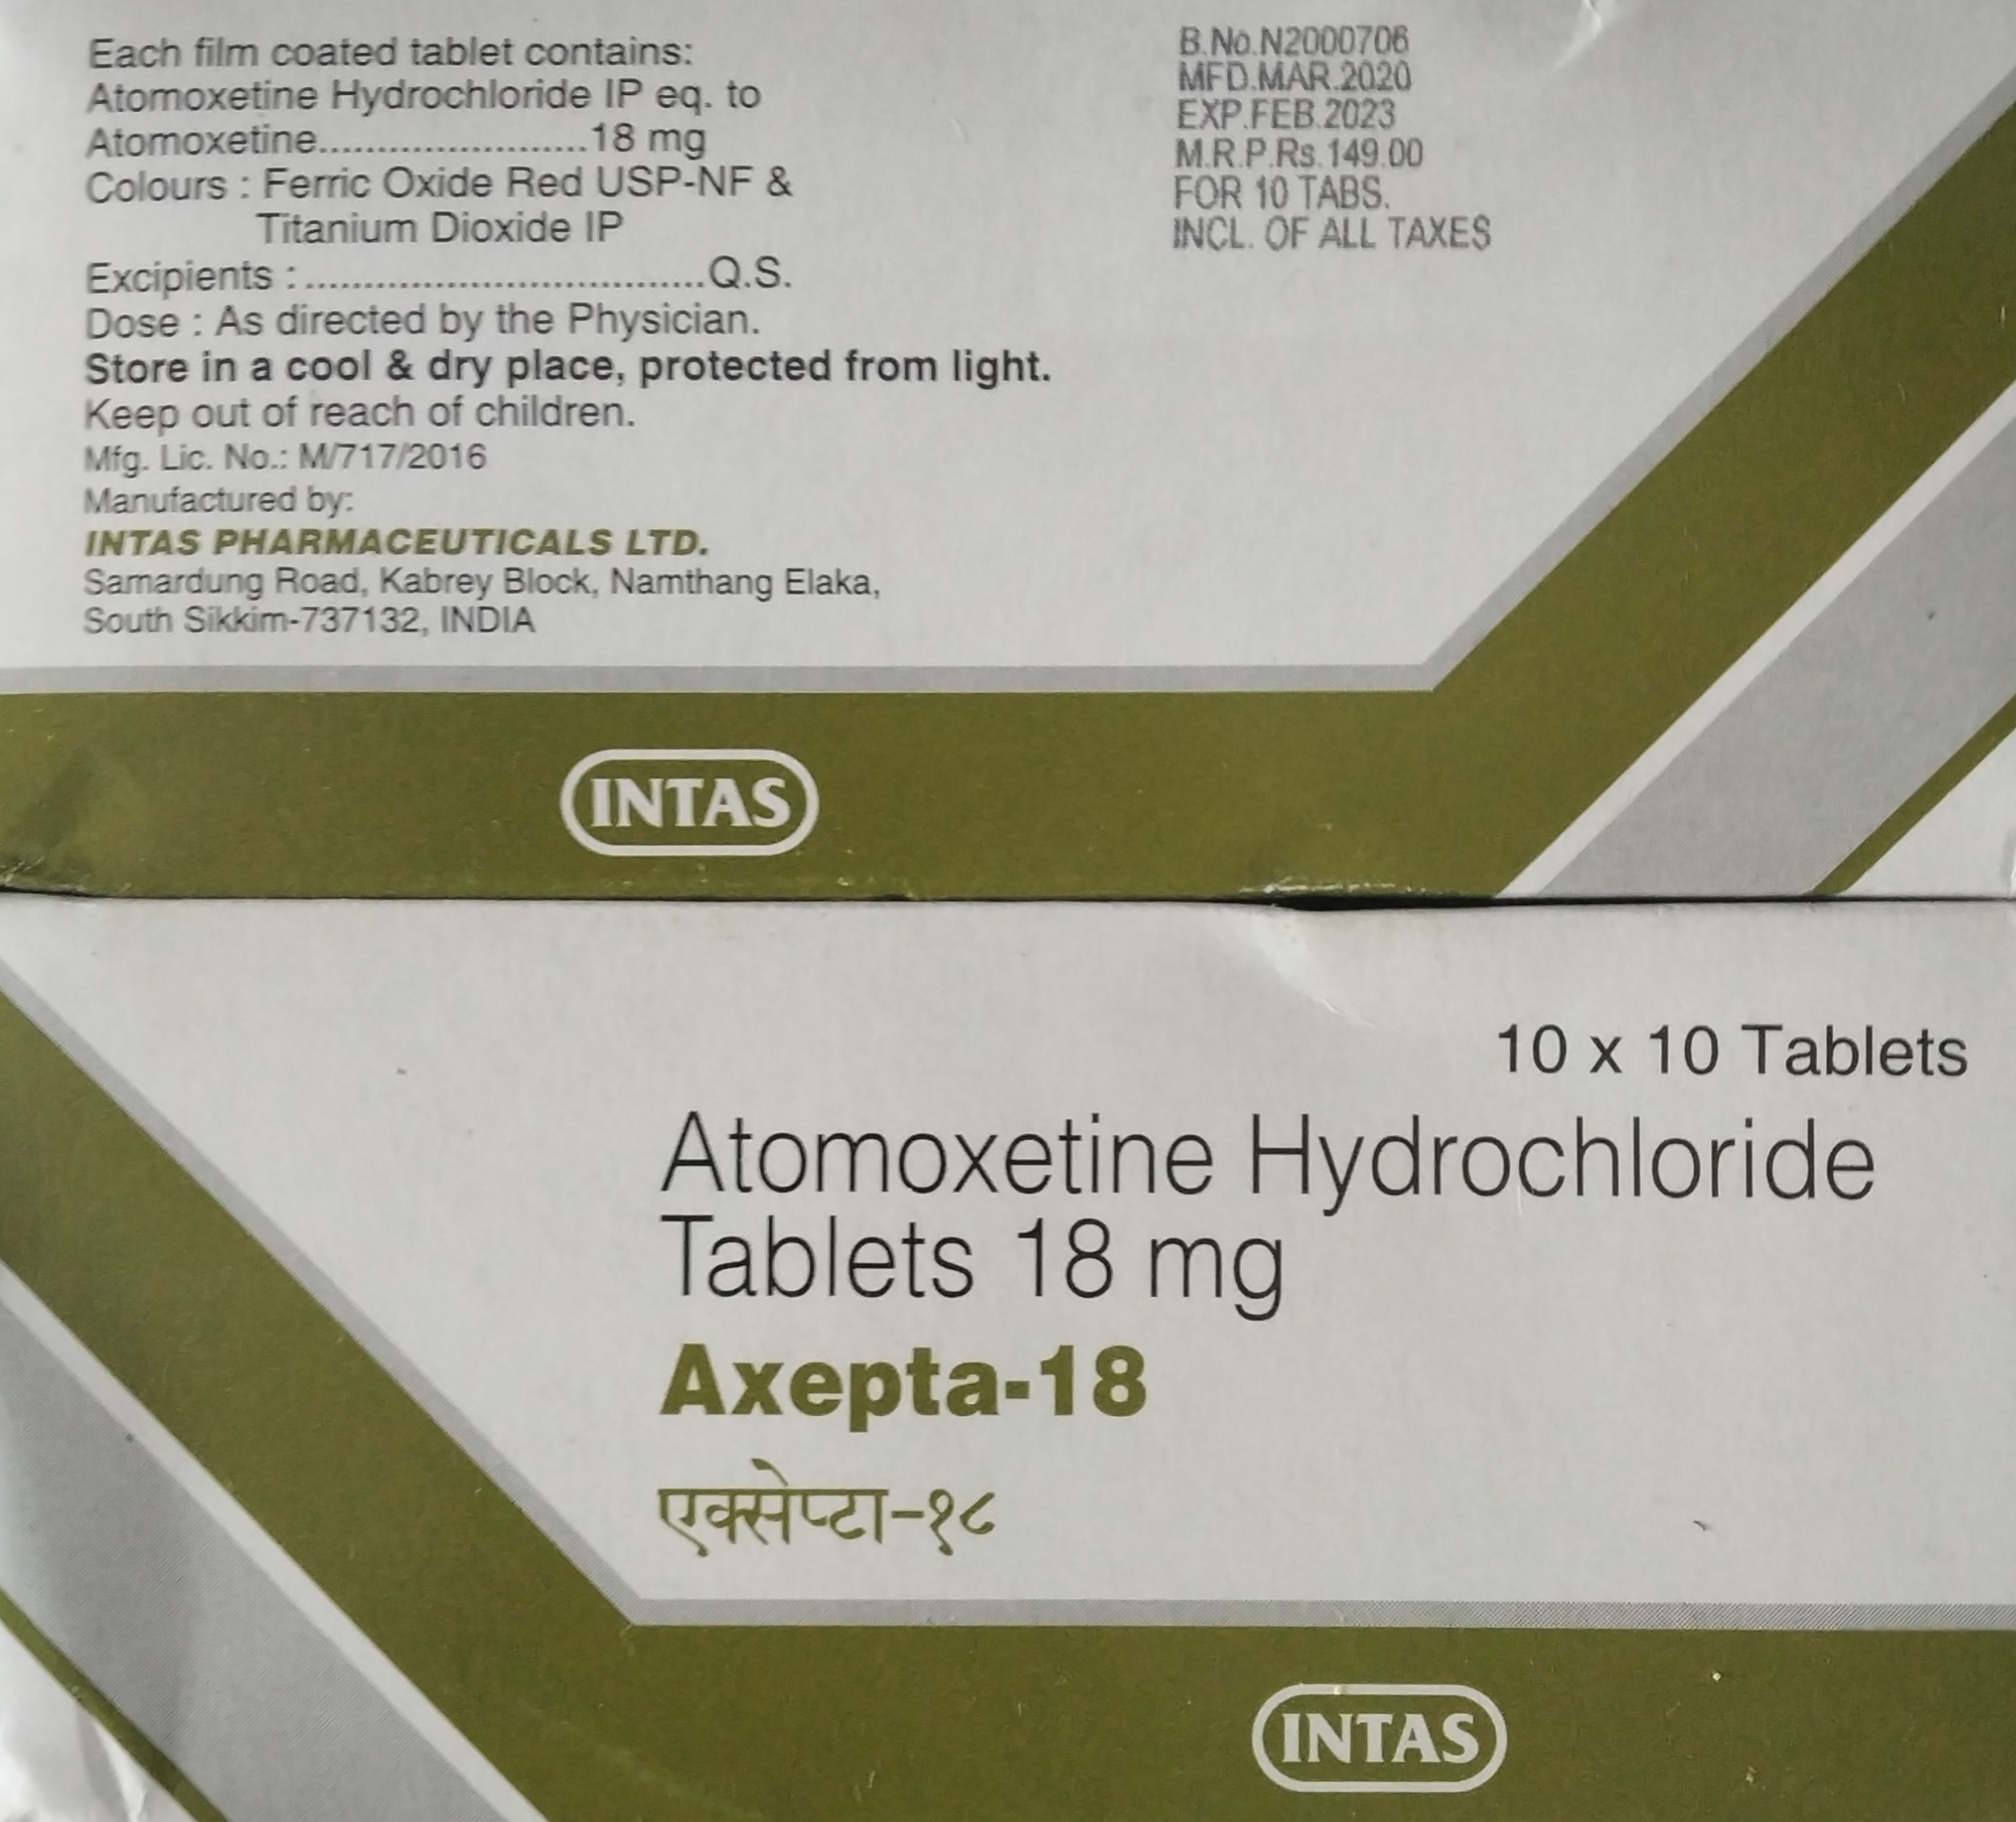 Each film coated tablet contains:
Atomoxetine Hydrochloride IP eq. to
Atomoxetine.......................18 mg
Colours : Ferric Oxide Red USP-NF &
Titanium Dioxide IP
Excipients :..................................Q.S.
Dose : As directed by the Physician.
Store in a cool & dry place, protected from light.
Keep out of reach of children.
Mfg. Lic. No.: M/717/2016
Manufactured by:
INTAS PHARMACEUTICALS LTD.
Samardung Road, Kabrey Block, Namthang Elaka,
South Sikkim-737132, INDIA
B.No.N2000706
MFD.MAR.2020
EXP.FEB.2023
M.R.P.Rs.149.00
FOR 10 TABS.
INCL. OF ALL TAXES
INTAS
10 x 10 Tablets
Atomoxetine Hydrochloride
Tablets 18 mg
Axepta-18
एक्सेप्टा-१८
INTAS